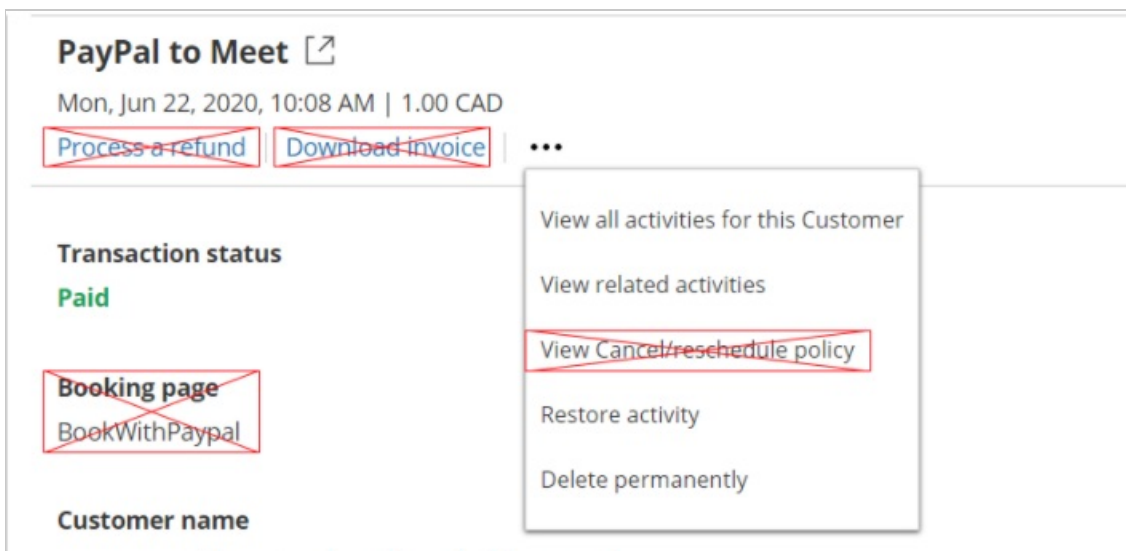 PayPal to Meet
Mon, Jun 22, 2020, 10:08 AM | 1.00 CAD
Process a refund | Download invoice | •••
View all activities for this Customer
View related activities
View Cancel/reschedule policy
Restore activity
Delete permanently
Transaction status
Paid
Booking page
BookWithPaypal
Customer name